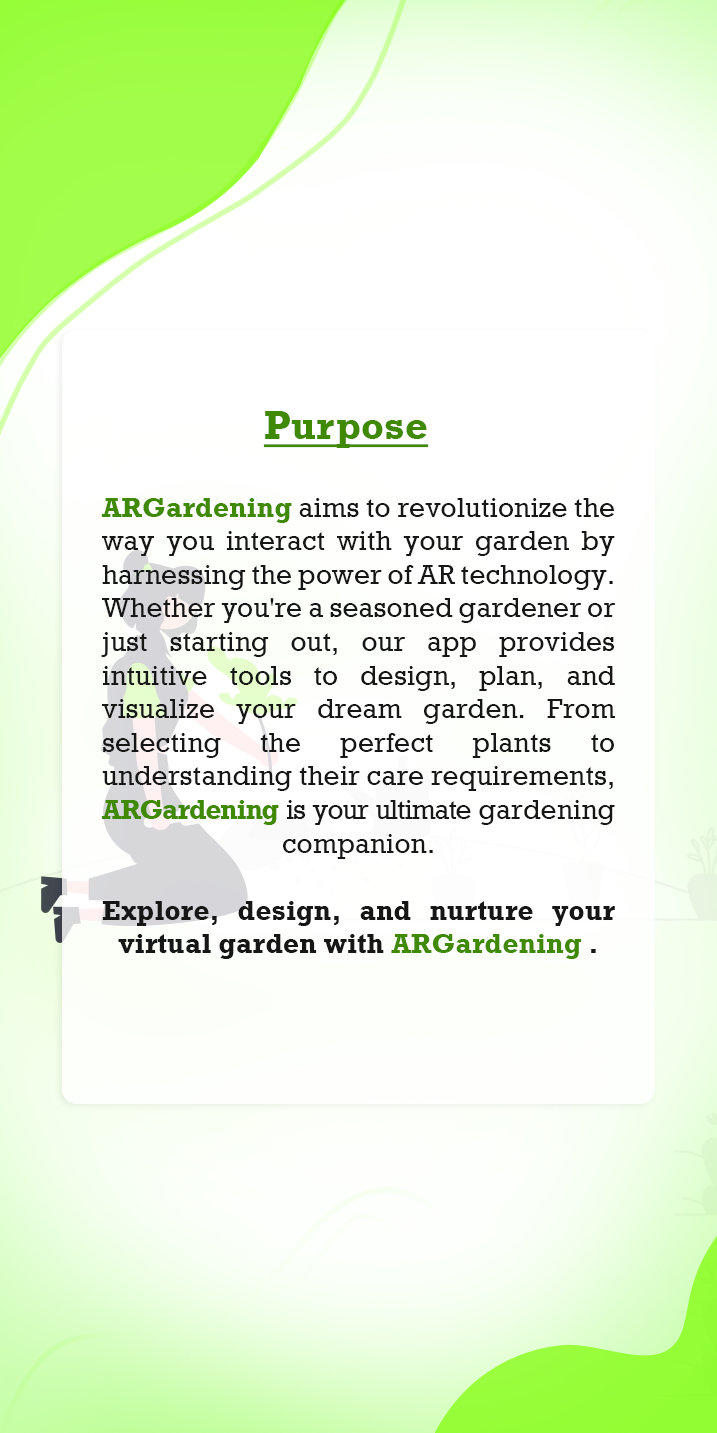 Purpose
ARGardening aims to revolutionize the
way you interact with your garden by
harnessing the power of AR technology.
Whether you're a seasoned gardener or
just starting out, our app provides
intuitive tools to design, plan, and
visualize your dream garden. From
selecting the perfect plants to
understanding their care requirements,
ARGardening is your ultimate gardening
companion.
Explore, design, and nurture your
virtual garden with ARGardening .